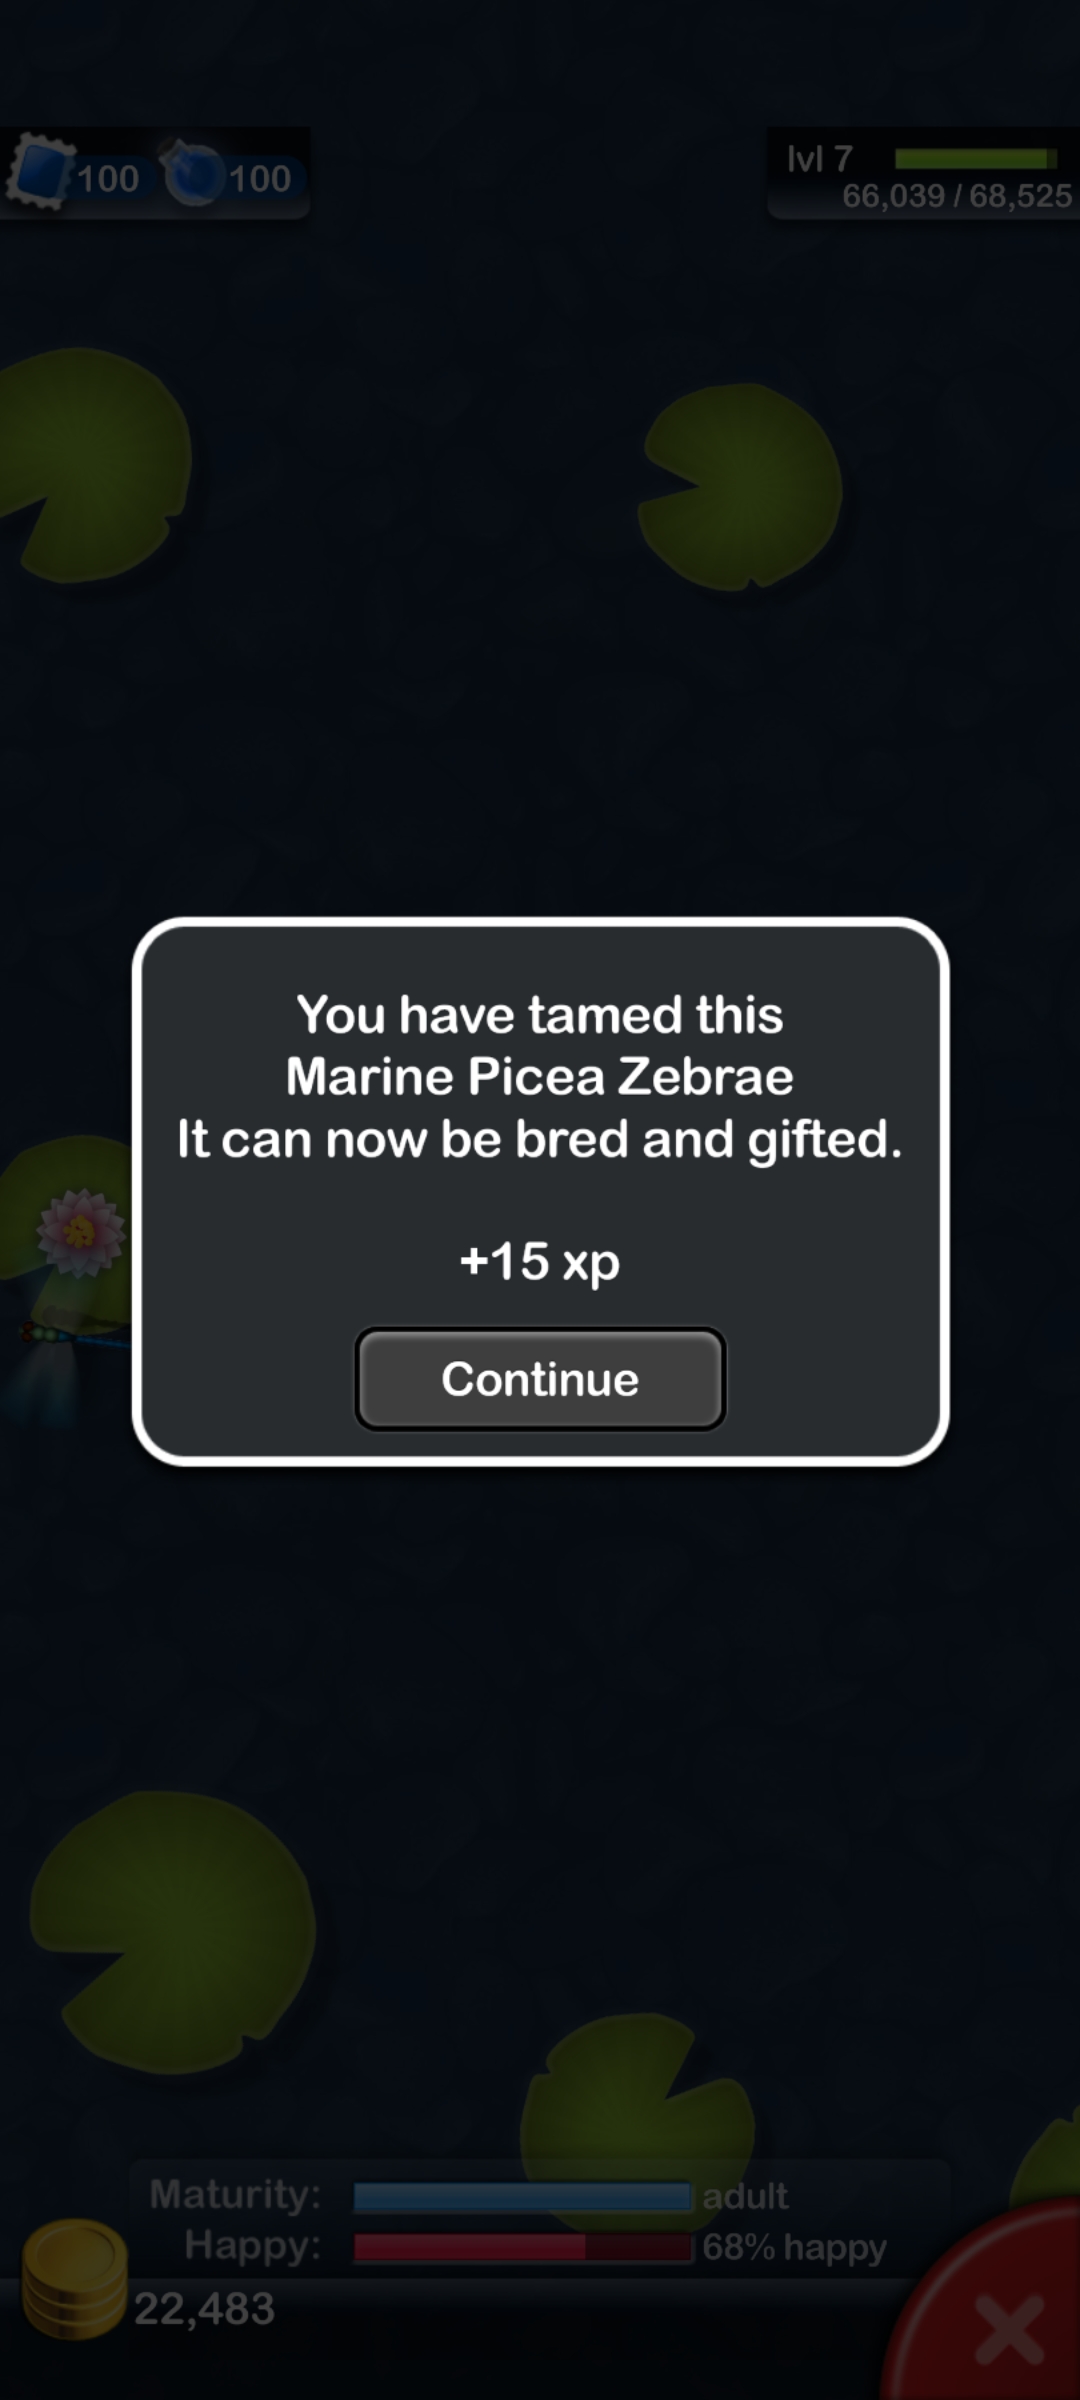 100 100
lvl 7
66,039 / 68,525
You have tamed this
Marine Picea Zebrae
It can now be bred and gifted.
+15 xp
Continue
Maturity: adult
Happy: 68% happy
22,483